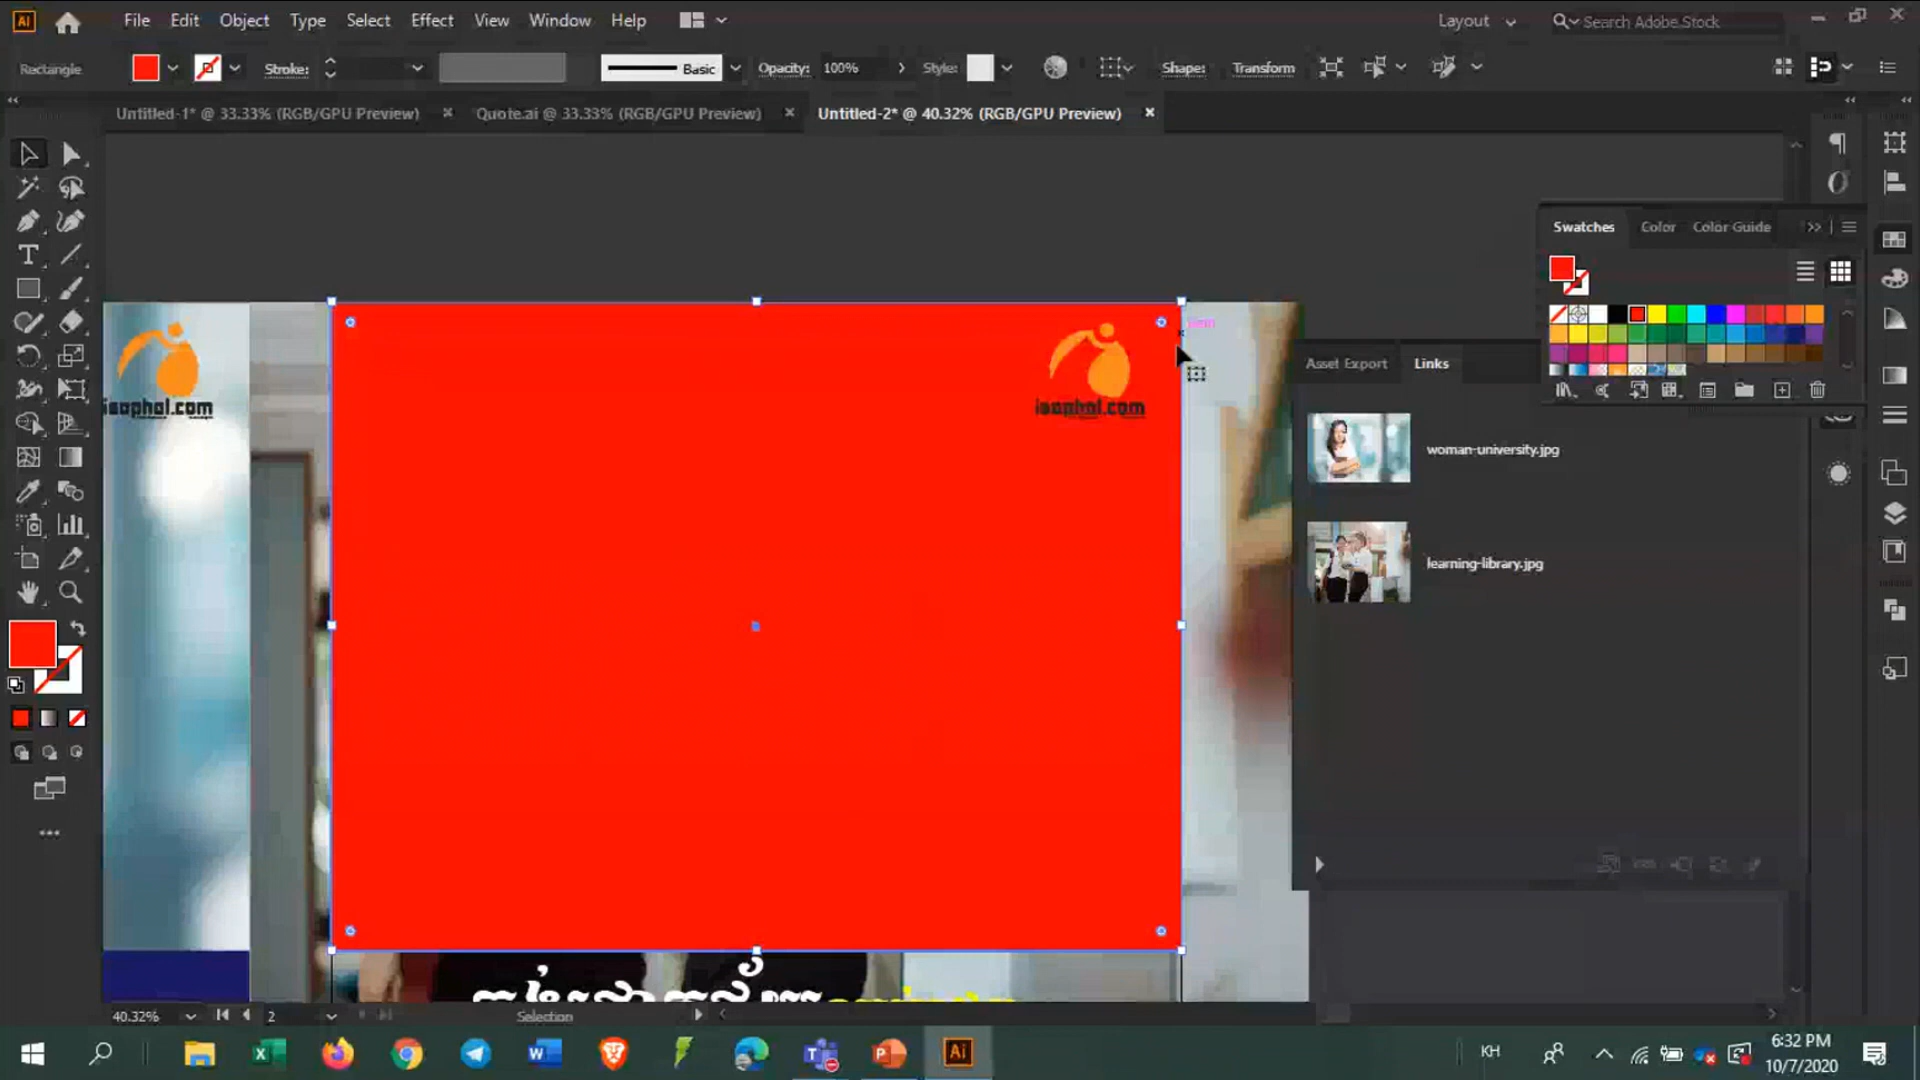 File Edit Object Type Select Effect View Window Help
Layout
Search Adobe Stock
Rectangle
Stroke:
Basic
Opacity: 100%
Style:
Shape:
Transform
Untitled-1* @ 33.33% (RGB/GPU Preview)
Quote.ai @ 33.33% (RGB/GPU Preview)
Untitled-2* @ 40.32% (RGB/GPU Preview)
Swatches Color Color Guide
Asset Export Links
woman-university.jpg
learning-library.jpg
40.32%
2
Selection
KH
6:32 PM
10/7/2020